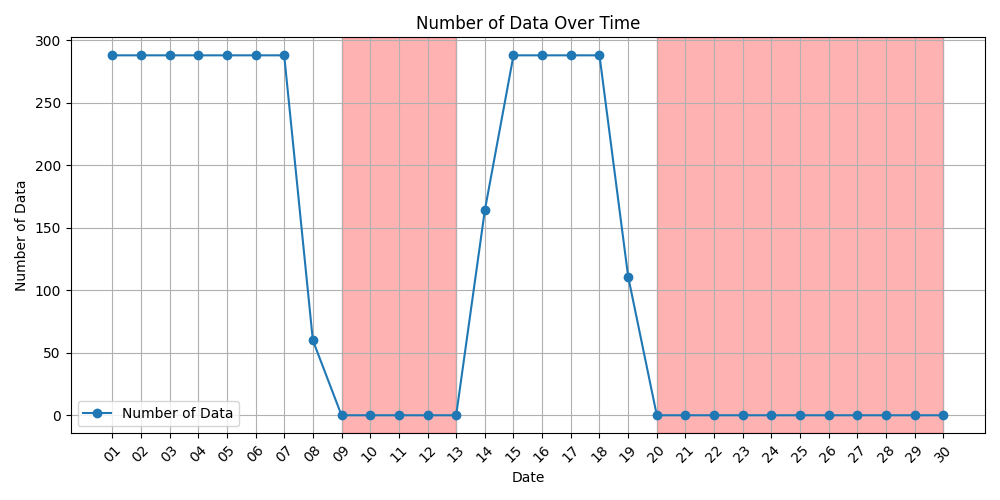 Number of Data Over Time
300
250
200
150
100
50
0
Number of Data
Number of Data
01 02 03 04 05 06 07 08 09 10 11 12 13 14 15 16 17 18 19 20 21 22 23 24 25 26 27 28 29 30
Date